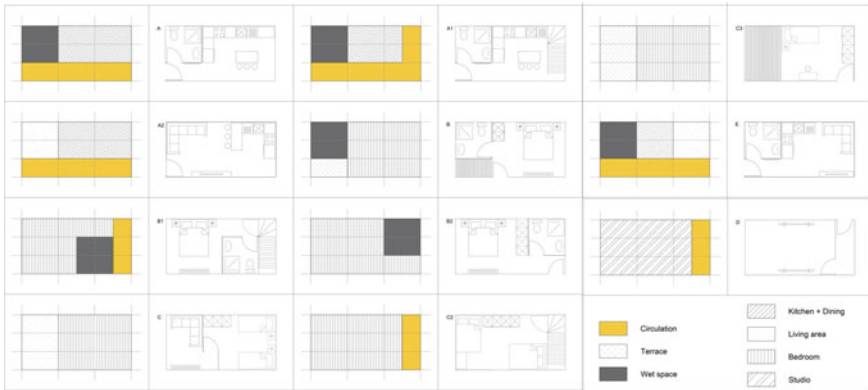 A
A1
C3
A2
B
E
B1
B2
D
C
C2
Circulation
Terrace
Wet space
Kitchen + Dining
Living area
Bedroom
Studio